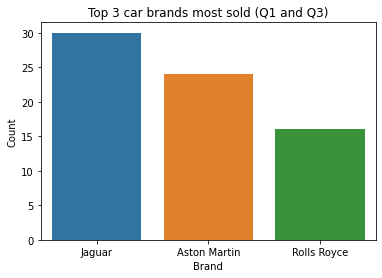 Top 3 car brands most sold (Q1 and Q3)
Count
30
25
20
15
10
5
0
Jaguar Aston Martin Rolls Royce
Brand